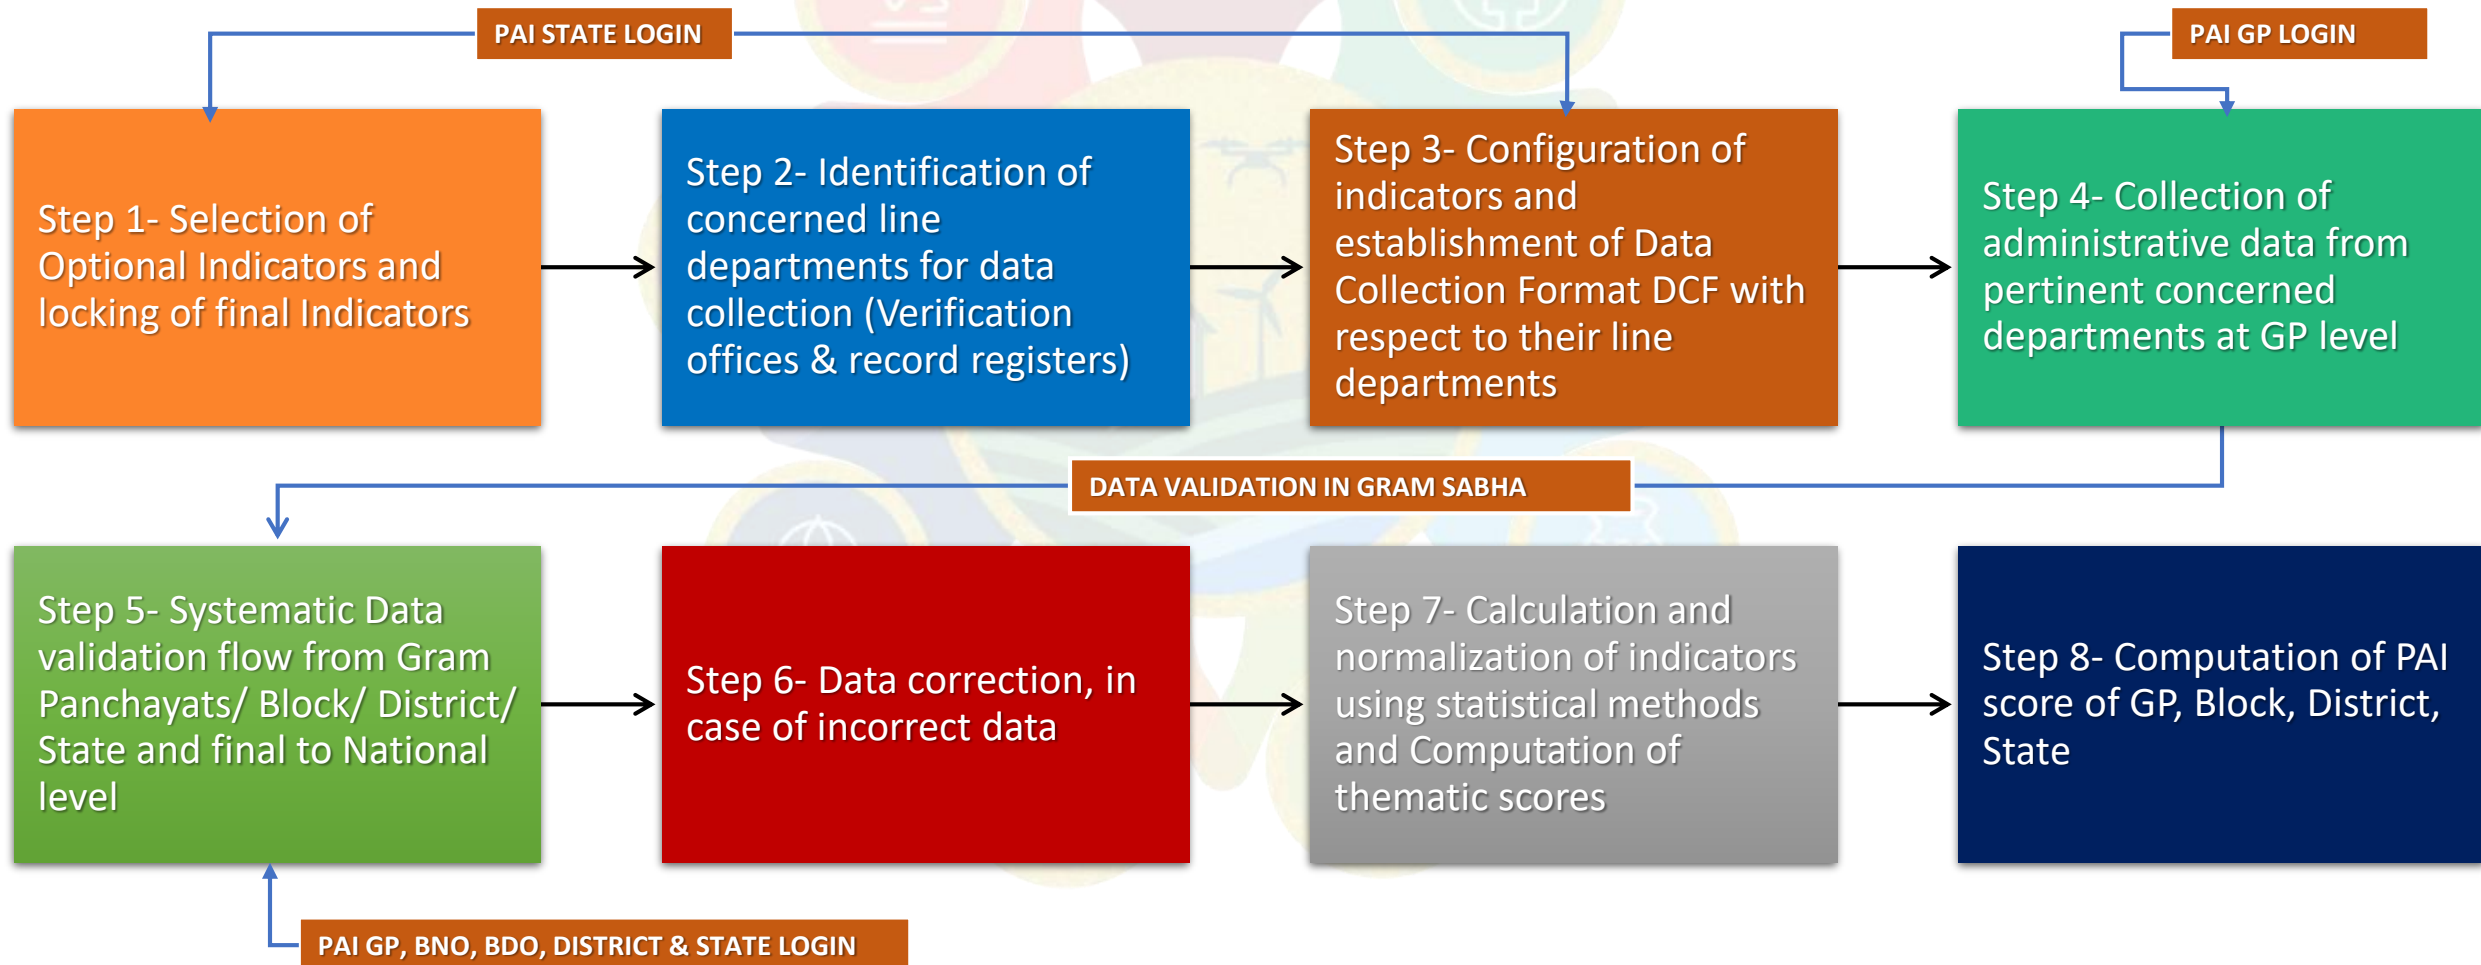 PAI STATE LOGIN
PAI GP LOGIN
Step 1- Selection of
Optional Indicators and
locking of final Indicators
Step 2- Identification of
concerned line
departments for data
collection (Verification
offices & record registers)
Step 3- Configuration of
indicators and
establishment of Data
Collection Format DCF with
respect to their line
departments
Step 4- Collection of
administrative data from
pertinent concerned
departments at GP level
DATA VALIDATION IN GRAM SABHA
Step 5- Systematic Data
validation flow from Gram
Panchayats/ Block/ District/
State and final to National
level
Step 6- Data correction, in
case of incorrect data
Step 7- Calculation and
normalization of indicators
using statistical methods
and Computation of
thematic scores
Step 8- Computation of PAI
score of GP, Block, District,
State
PAI GP, BNO, BDO, DISTRICT & STATE LOGIN